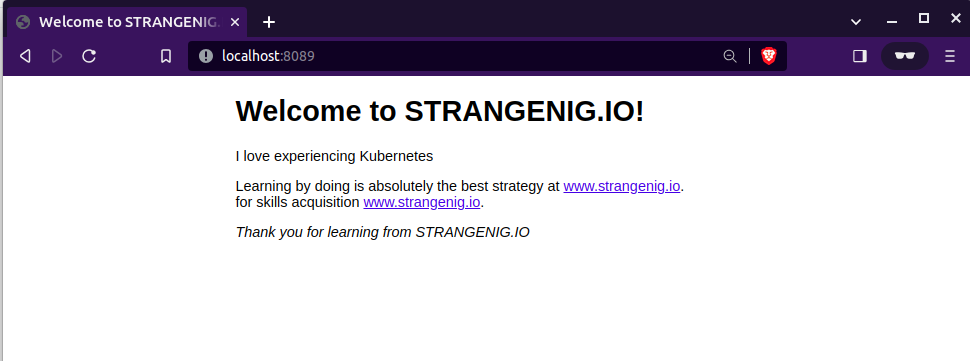 Welcome to STRANGENIG.
localhost:8089
Welcome to STRANGENIG.IO!
I love experiencing Kubernetes
Learning by doing is absolutely the best strategy at www.strangenig.io.
for skills acquisition www.strangenig.io.
Thank you for learning from STRANGENIG.IO